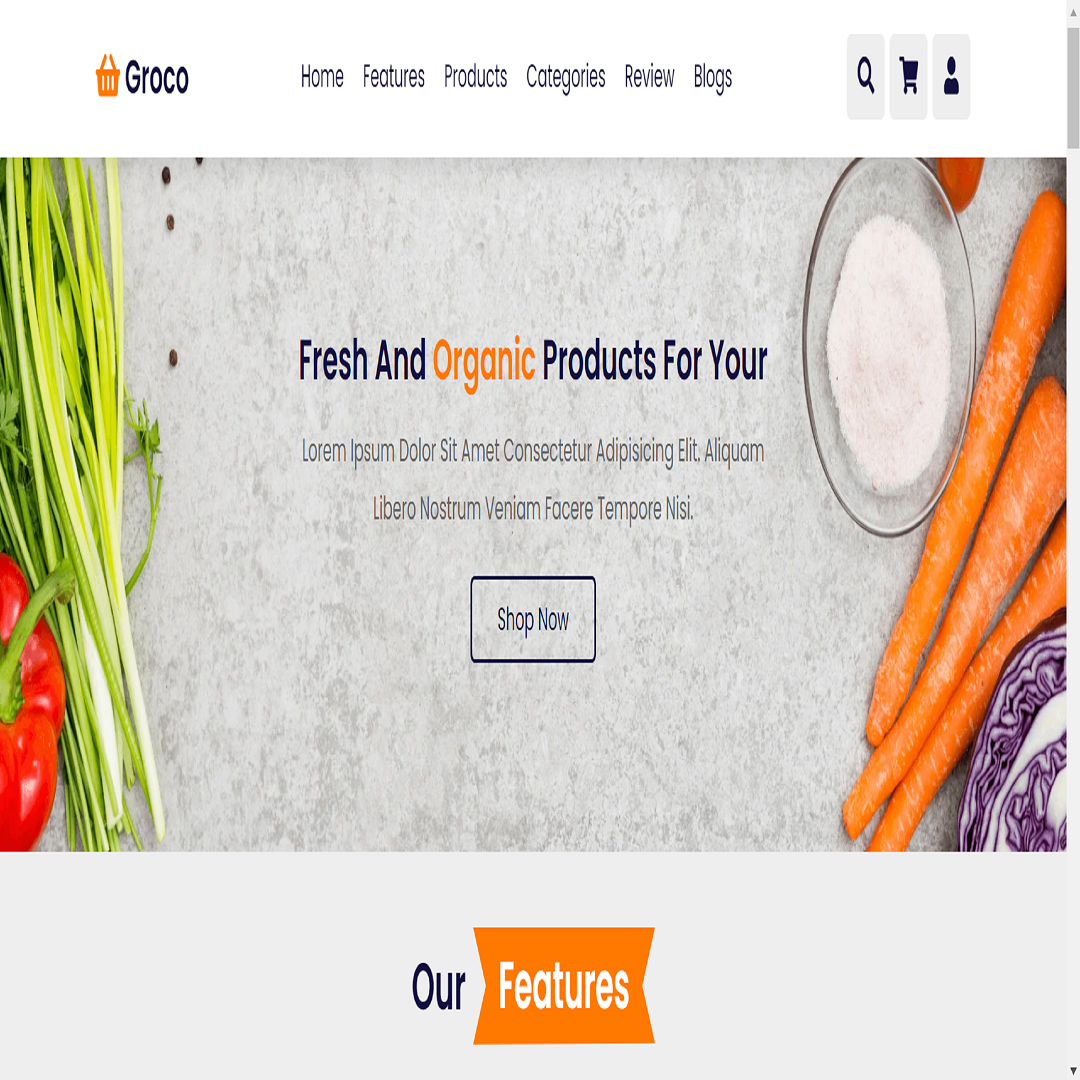 Groco
Home Features Products Categories Review Blogs
Fresh And Organic Products For Your
Lorem Ipsum Dolor Sit Amet Consectetur Adipisicing Elit. Aliquam
Libero Nostrum Veniam Facere Tempore Nisi.
Shop Now
Our Features